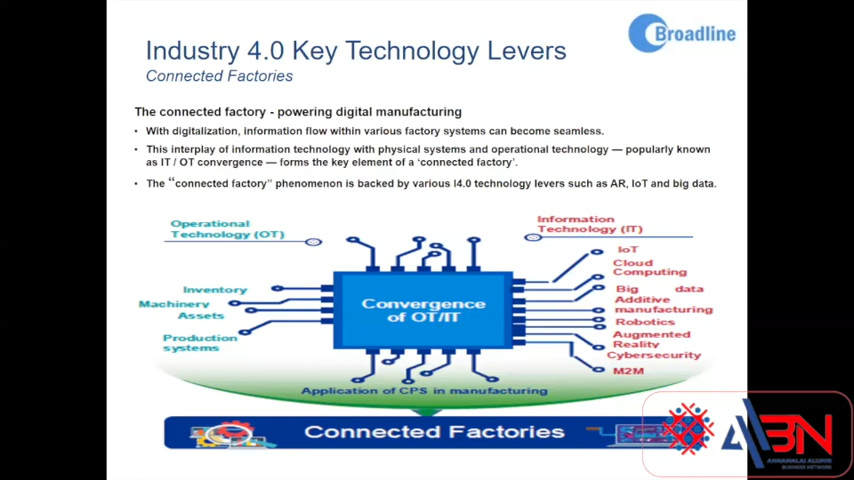 Broadline
Industry 4.0 Key Technology Levers
Connected Factories
The connected factory - powering digital manufacturing
• With digitalization, information flow within various factory systems can become seamless.
• This interplay of information technology with physical systems and operational technology — popularly known
as IT / OT convergence — forms the key element of a ‘connected factory’.
• The “connected factory” phenomenon is backed by various I4.0 technology levers such as AR, IoT and big data.
Operational
Technology (OT)
Information
Technology (IT)
Inventory
Machinery
Assets
Production
systems
Convergence
of OT/IT
IoT
Cloud
Computing
Big data
Additive
manufacturing
Robotics
Augmented
Reality
Cybersecurity
M2M
Application of CPS in manufacturing
Connected Factories
ABN
ANNAMALAI ALUMNI
BUSINESS NETWORK